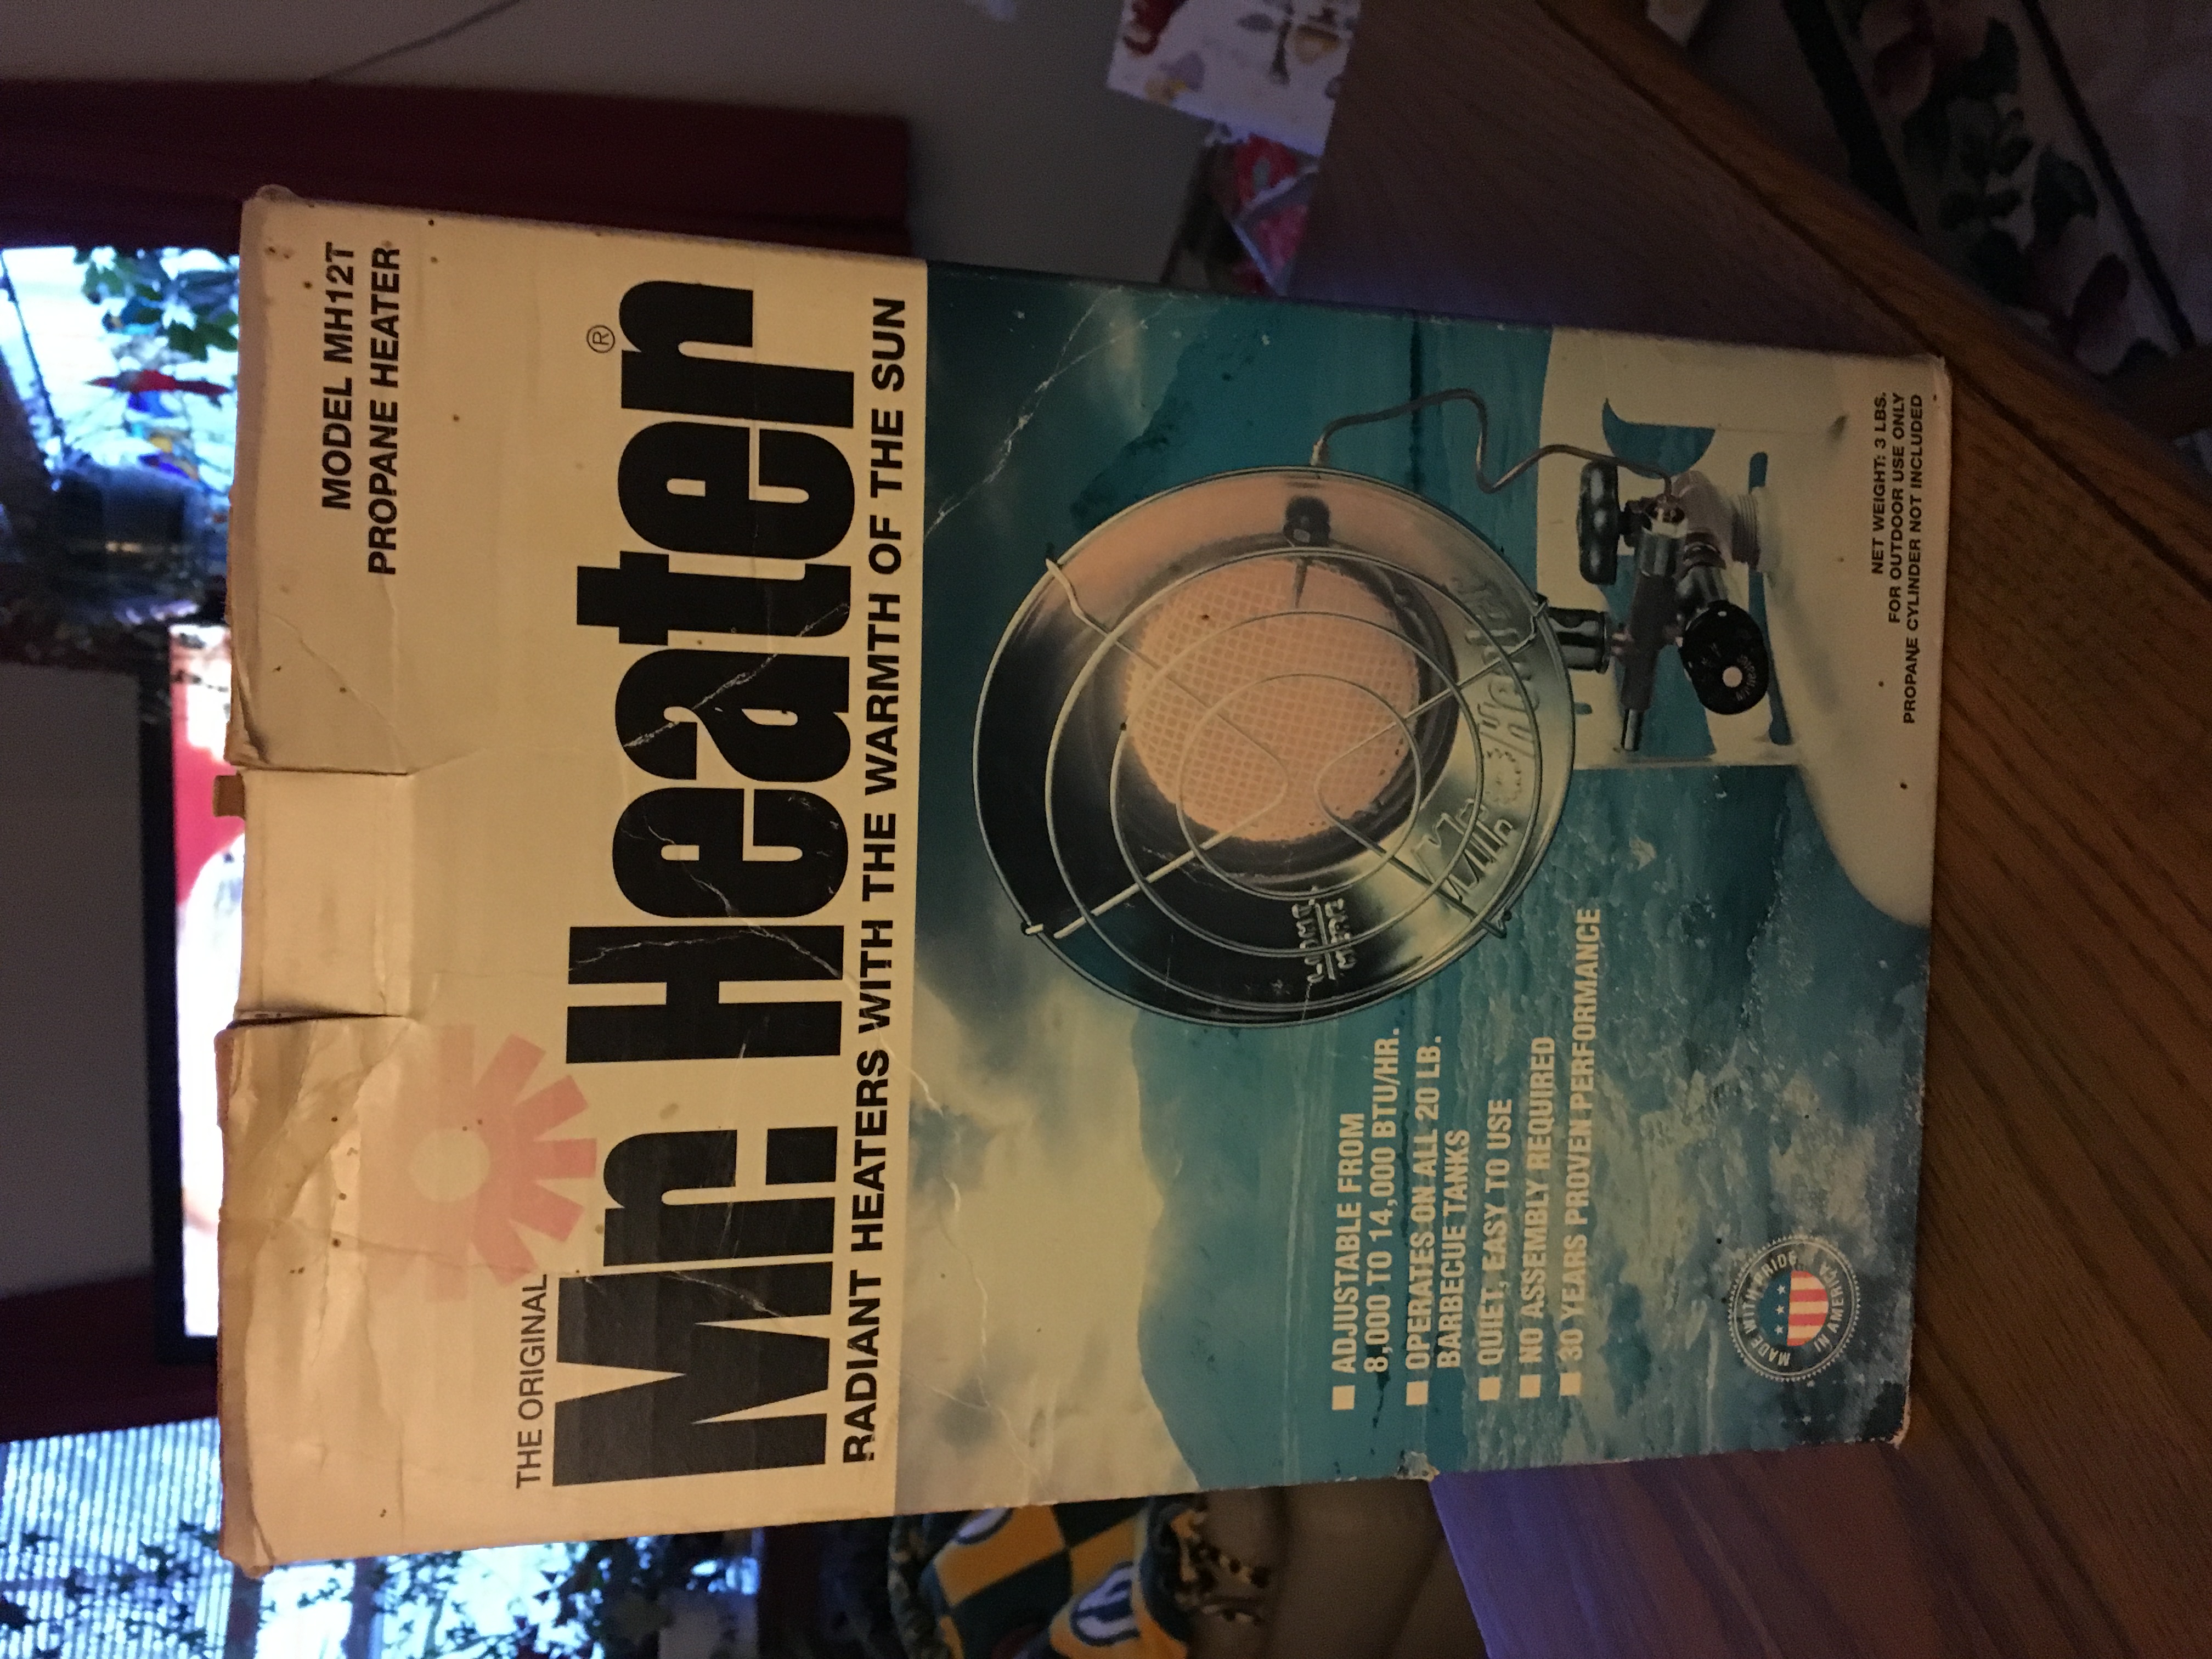 MODEL MH12T
PROPANE HEATER
THE ORIGINAL
Mr. Heater®
RADIANT HEATERS WITH THE WARMTH OF THE SUN
Mr. Heater
■ ADJUSTABLE FROM
8,000 TO 14,000 BTU/HR.
■ OPERATES ON ALL 20 LB.
BARBECUE TANKS
■ QUIET, EASY TO USE
■ NO ASSEMBLY REQUIRED
■ 30 YEARS PROVEN PERFORMANCE
MADE WITH PRIDE
IN AMERICA
NET WEIGHT: 3 LBS.
FOR OUTDOOR USE ONLY
PROPANE CYLINDER NOT INCLUDED